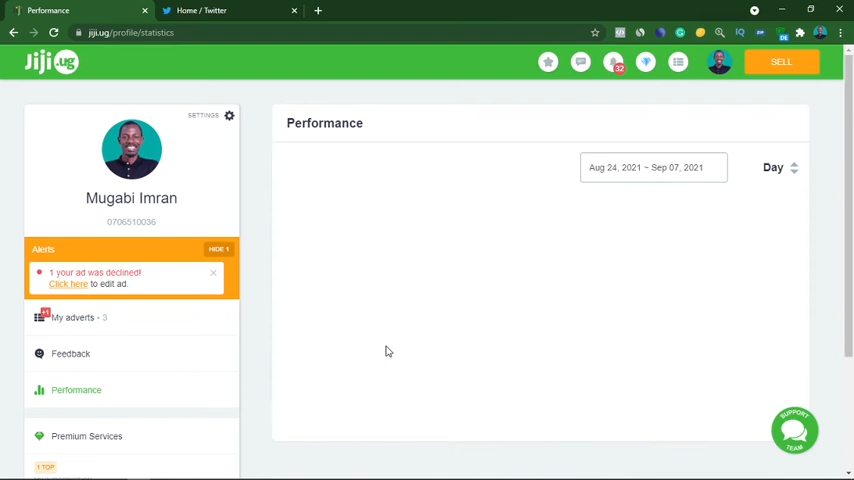 Performance
Home / Twitter
jiji.ug/profile/statistics
Jiji .ug
32
SELL
SETTINGS
Mugabi Imran
0706510036
Alerts
HIDE 1
1 your ad was declined!
Click here to edit ad.
+1
My adverts - 3
Feedback
Performance
Premium Services
1 TOP
Performance
Aug 24, 2021 ~ Sep 07, 2021
Day
SUPPORT
TEAM